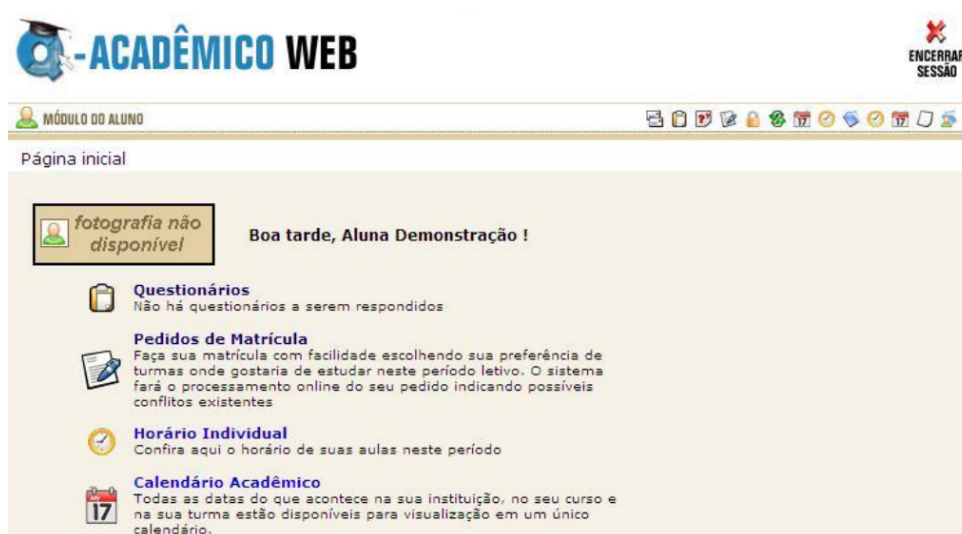 Q-ACADÊMICO WEB
ENCERRAR
SESSÃO
MÓDULO DO ALUNO
Página inicial
fotografia não
disponível
Boa tarde, Aluna Demonstração !
Questionários
Não há questionários a serem respondidos
Pedidos de Matrícula
Faça sua matrícula com facilidade escolhendo sua preferência de
turmas onde gostaria de estudar neste período letivo. O sistema
fará o processamento online do seu pedido indicando possíveis
conflitos existentes
Horário Individual
Confira aqui o horário de suas aulas neste período
Calendário Acadêmico
17
Todas as datas do que acontece na sua instituição, no seu curso e
na sua turma estão disponíveis para visualização em um único
calendário.